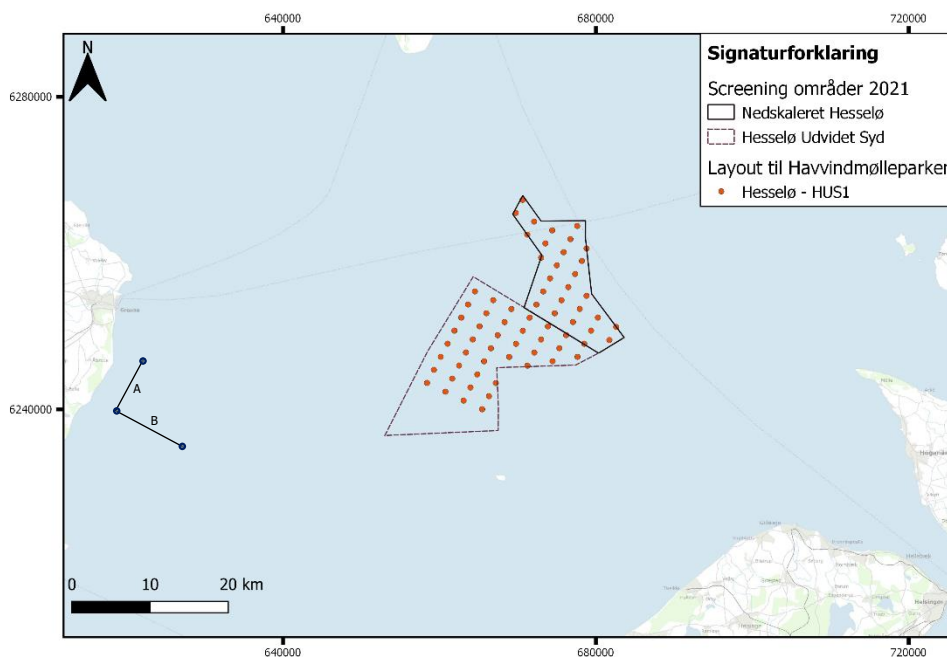 640000
680000
720000
N
Signaturforklaring
Screening områder 2021
Nedskaleret Hesselø
Hesselø Udvidet Syd
Layout til Havvindmølleparker
Hesselø - HUS1
6280000
6240000
A
B
0
10
20 km
640000
680000
720000